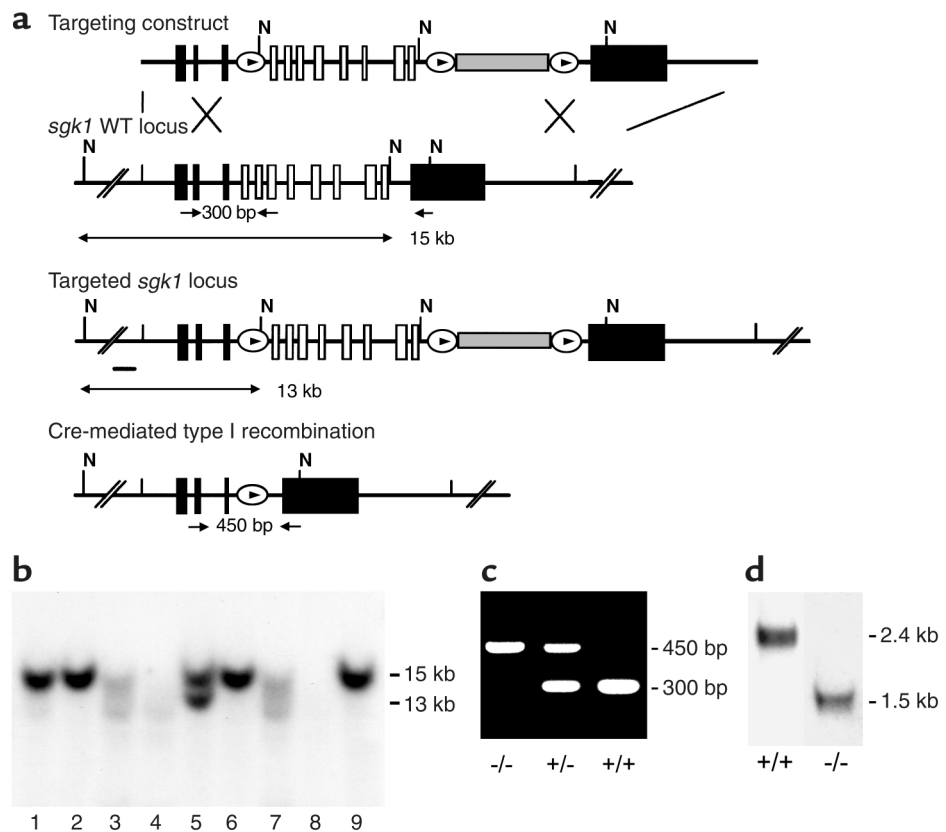 a Targeting construct
N N N
sgk1 WT locus
N N N
300 bp
15 kb
Targeted sgk1 locus
N N N N
13 kb
Cre-mediated type I recombination
N N
450 bp
b c d
15 kb
13 kb
1 2 3 4 5 6 7 8 9
450 bp
300 bp
-/- +/- +/+
2.4 kb
1.5 kb
+/+ -/-